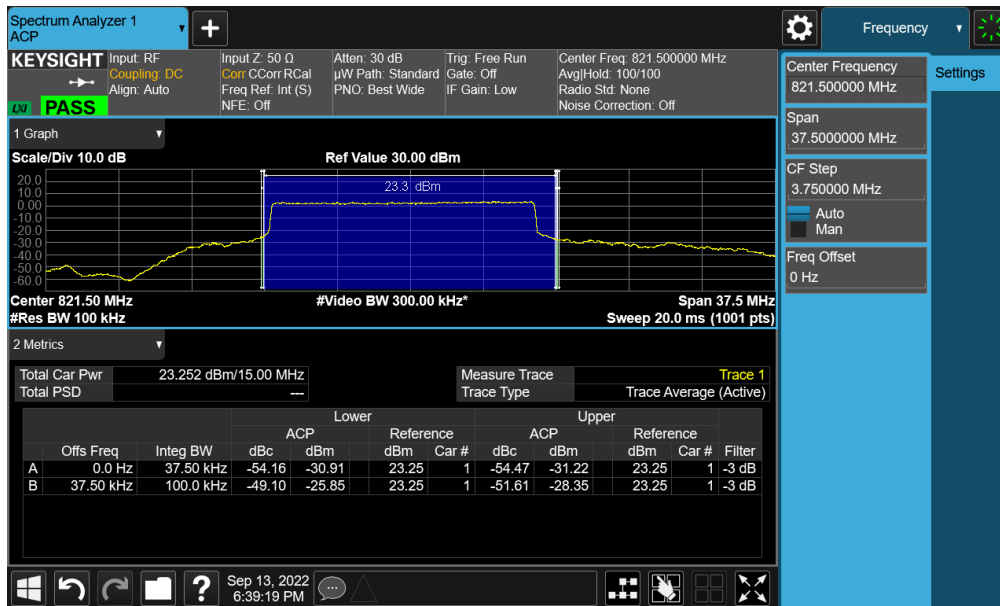 Spectrum Analyzer 1
ACP
+
Frequency
KEYSIGHT
LXI PASS
Input: RF
Coupling: DC
Align: Auto
Input Z: 50 Ω
Corr CCorr RCal
Freq Ref: Int (S)
NFE: Off
Atten: 30 dB
µW Path: Standard
PNO: Best Wide
Trig: Free Run
Gate: Off
IF Gain: Low
Center Freq: 821.500000 MHz
Avg|Hold: 100/100
Radio Std: None
Noise Correction: Off
Center Frequency
821.500000 MHz
Settings
Span
37.5000000 MHz
CF Step
3.750000 MHz
Auto
Man
Freq Offset
0 Hz
1 Graph
Scale/Div 10.0 dB Ref Value 30.00 dBm
23.3 dBm
20.0
10.0
0.00
-10.0
-20.0
-30.0
-40.0
-50.0
-60.0
Center 821.50 MHz #Video BW 300.00 kHz* Span 37.5 MHz
#Res BW 100 kHz Sweep 20.0 ms (1001 pts)
2 Metrics
Total Car Pwr 23.252 dBm/15.00 MHz Measure Trace Trace 1
Total PSD --- Trace Type Trace Average (Active)
Lower Upper
ACP Reference ACP Reference
Offs Freq Integ BW dBc dBm dBm Car # dBc dBm dBm Car # Filter
A 0.0 Hz 37.50 kHz -54.16 -30.91 23.25 1 -54.47 -31.22 23.25 1 -3 dB
B 37.50 kHz 100.0 kHz -49.10 -25.85 23.25 1 -51.61 -28.35 23.25 1 -3 dB
?
Sep 13, 2022
6:39:19 PM